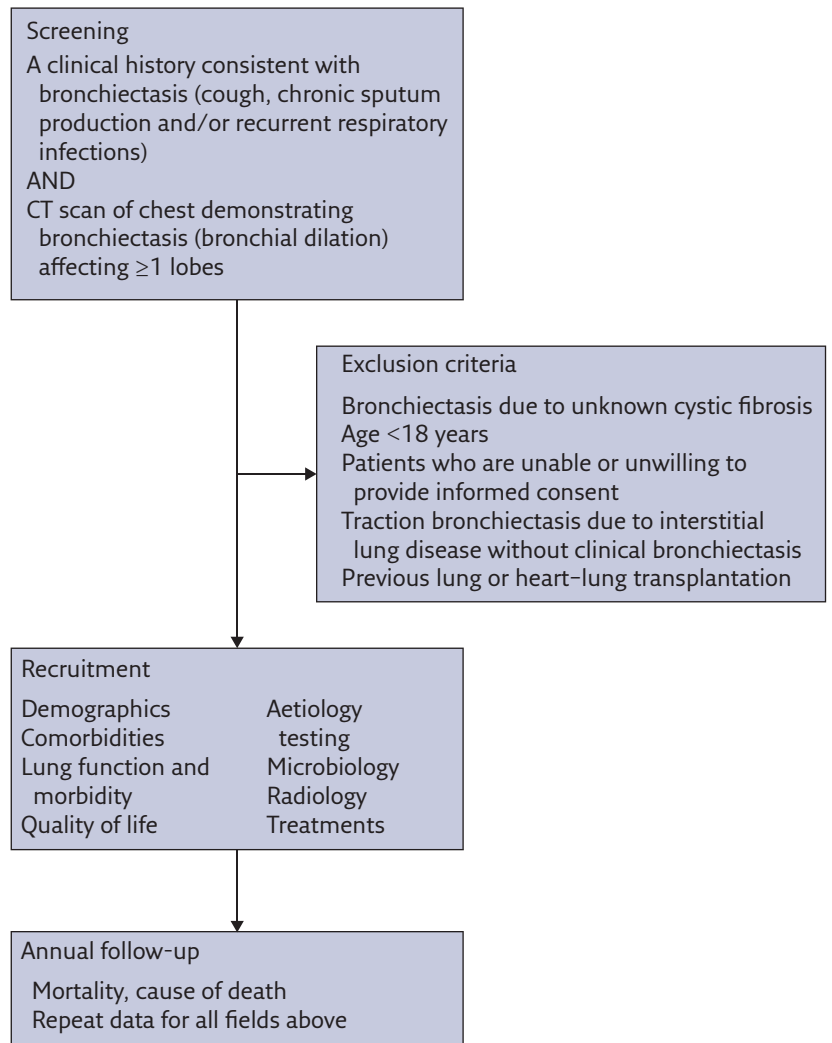 Screening
A clinical history consistent with
bronchiectasis (cough, chronic sputum
production and/or recurrent respiratory
infections)
AND
CT scan of chest demonstrating
bronchiectasis (bronchial dilation)
affecting ≥1 lobes
Exclusion criteria
Bronchiectasis due to unknown cystic fibrosis
Age <18 years
Patients who are unable or unwilling to
provide informed consent
Traction bronchiectasis due to interstitial
lung disease without clinical bronchiectasis
Previous lung or heart–lung transplantation
Recruitment
Demographics
Comorbidities
Lung function and
morbidity
Quality of life
Aetiology
testing
Microbiology
Radiology
Treatments
Annual follow-up
Mortality, cause of death
Repeat data for all fields above